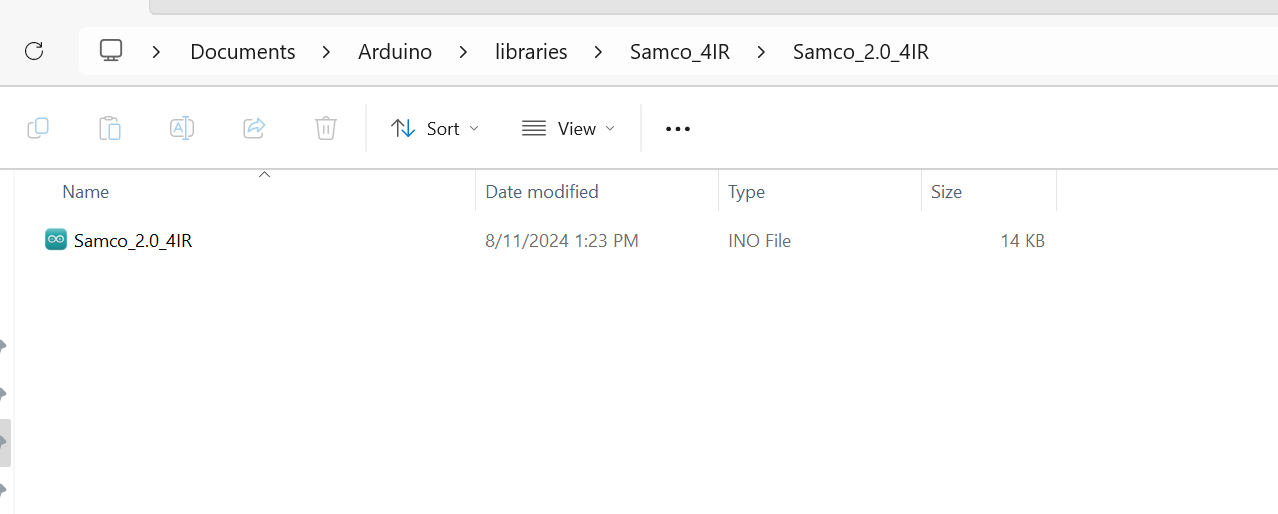 Documents > Arduino > libraries > Samco_4IR > Samco_2.0_4IR
Sort View
Name Date modified Type Size
Samco_2.0_4IR 8/11/2024 1:23 PM INO File 14 KB